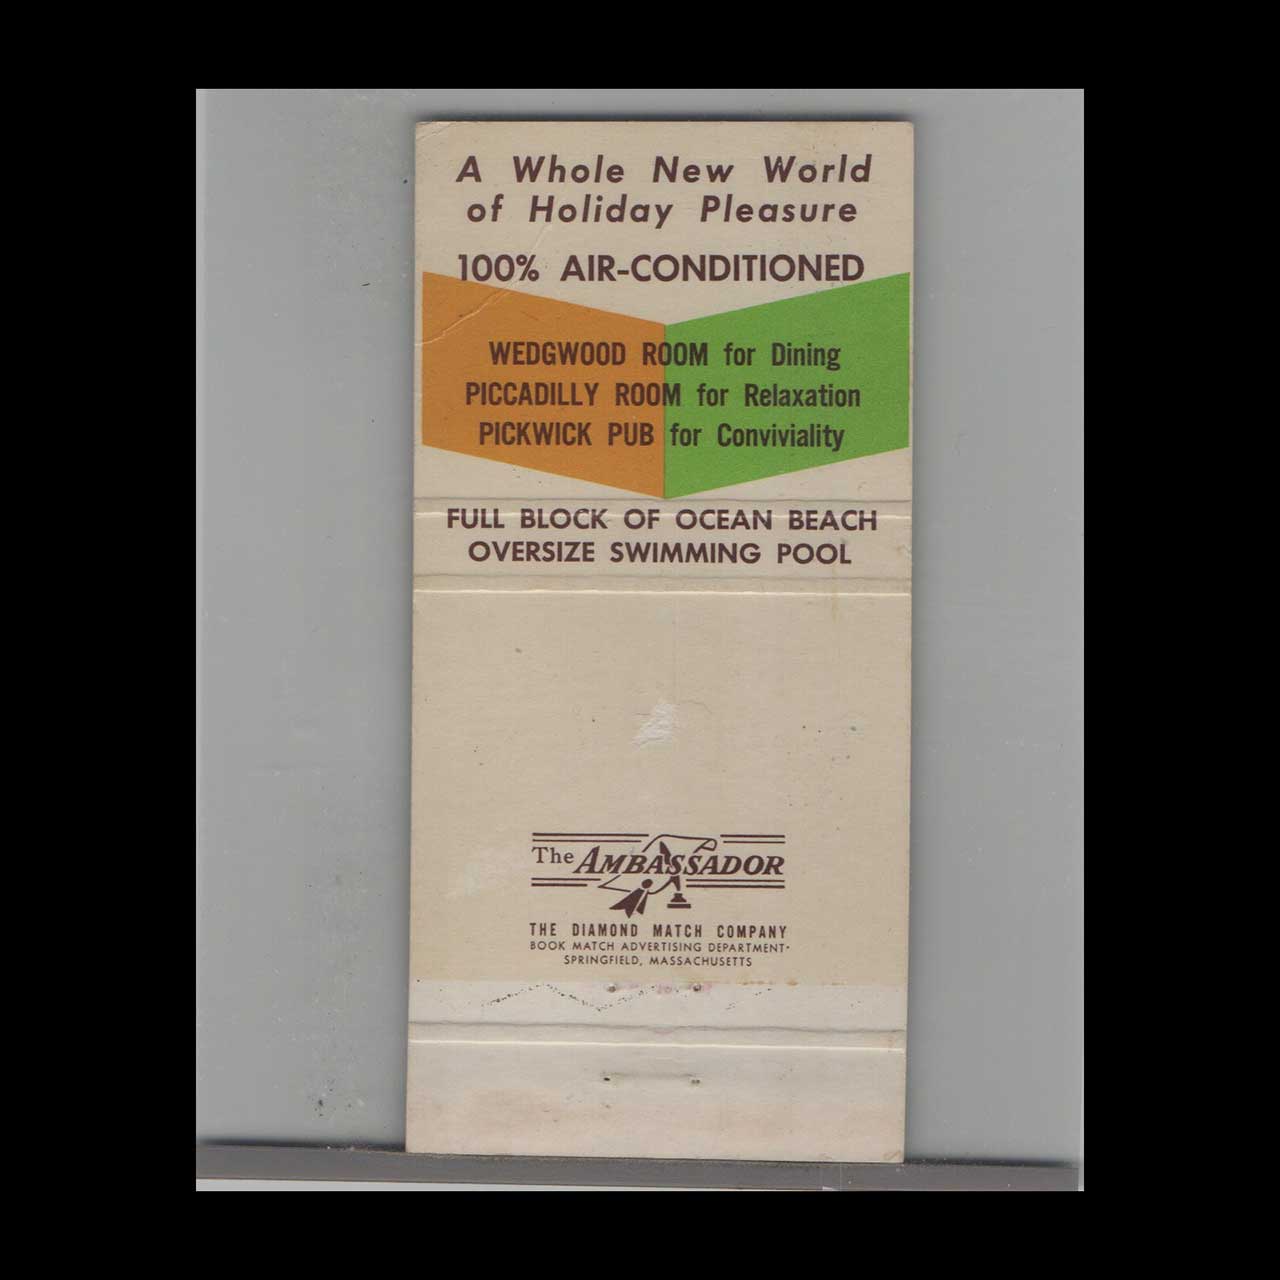 A Whole New World
of Holiday Pleasure
100% AIR-CONDITIONED
WEDGWOOD ROOM for Dining
PICCADILLY ROOM for Relaxation
PICKWICK PUB for Conviviality
FULL BLOCK OF OCEAN BEACH
OVERSIZE SWIMMING POOL
The AMBASSADOR
THE DIAMOND MATCH COMPANY
BOOK MATCH ADVERTISING DEPARTMENT·
SPRINGFIELD, MASSACHUSETTS